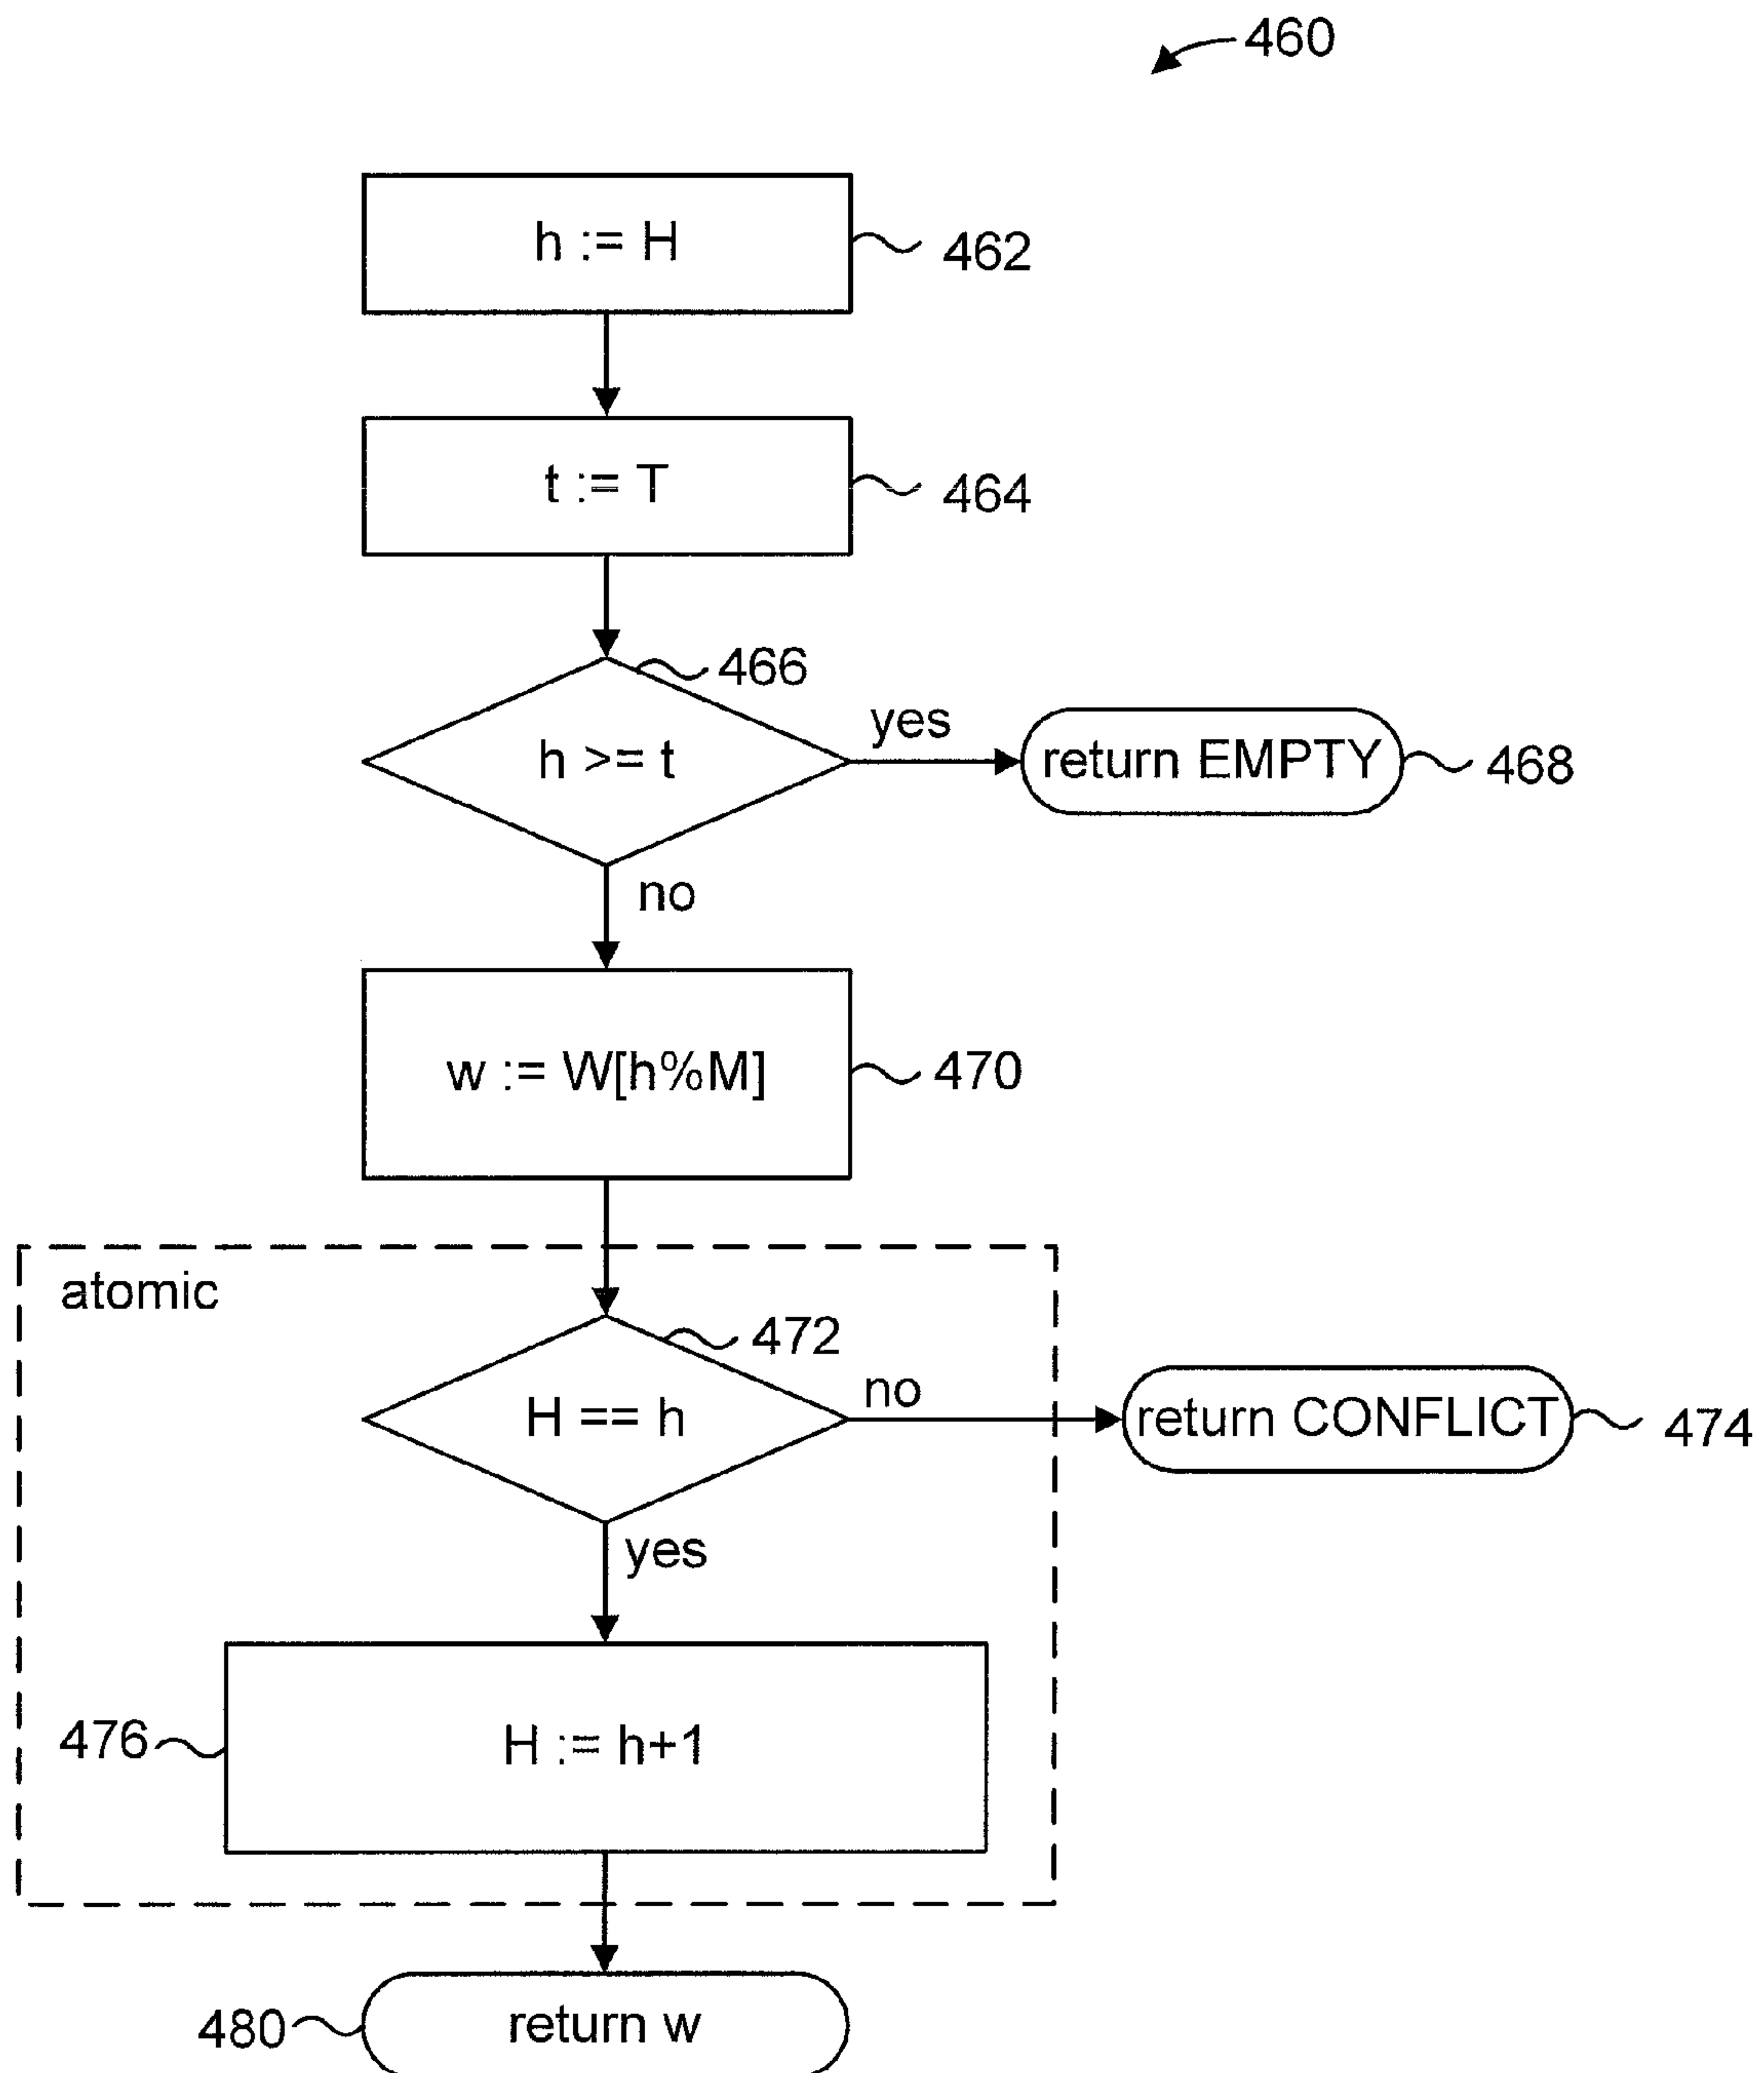 460
h := H
462
t := T
464
466
h >= t
yes
return EMPTY
468
no
w := W[h%M]
470
atomic
472
H == h
no
return CONFLICT
474
yes
476
H := h+1
480
return w